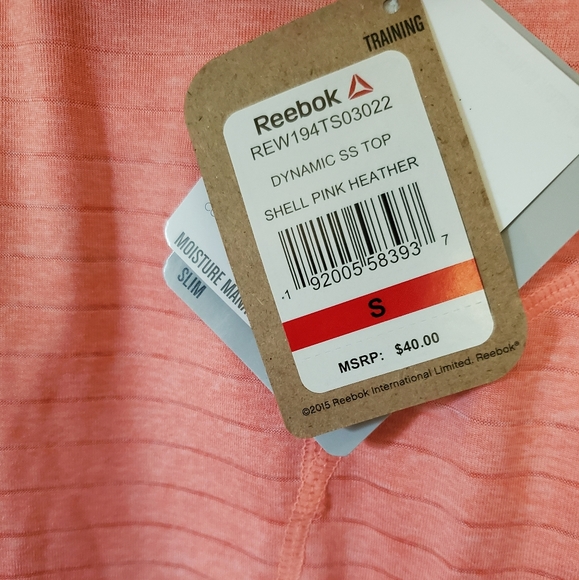 TRAINING
Reebok
REW194TS03022
DYNAMIC SS TOP
SHELL PINK HEATHER
1 92005 58393 7
S
MSRP: $40.00
©2015 Reebok International Limited. Reebok®
MOISTURE
SLIM